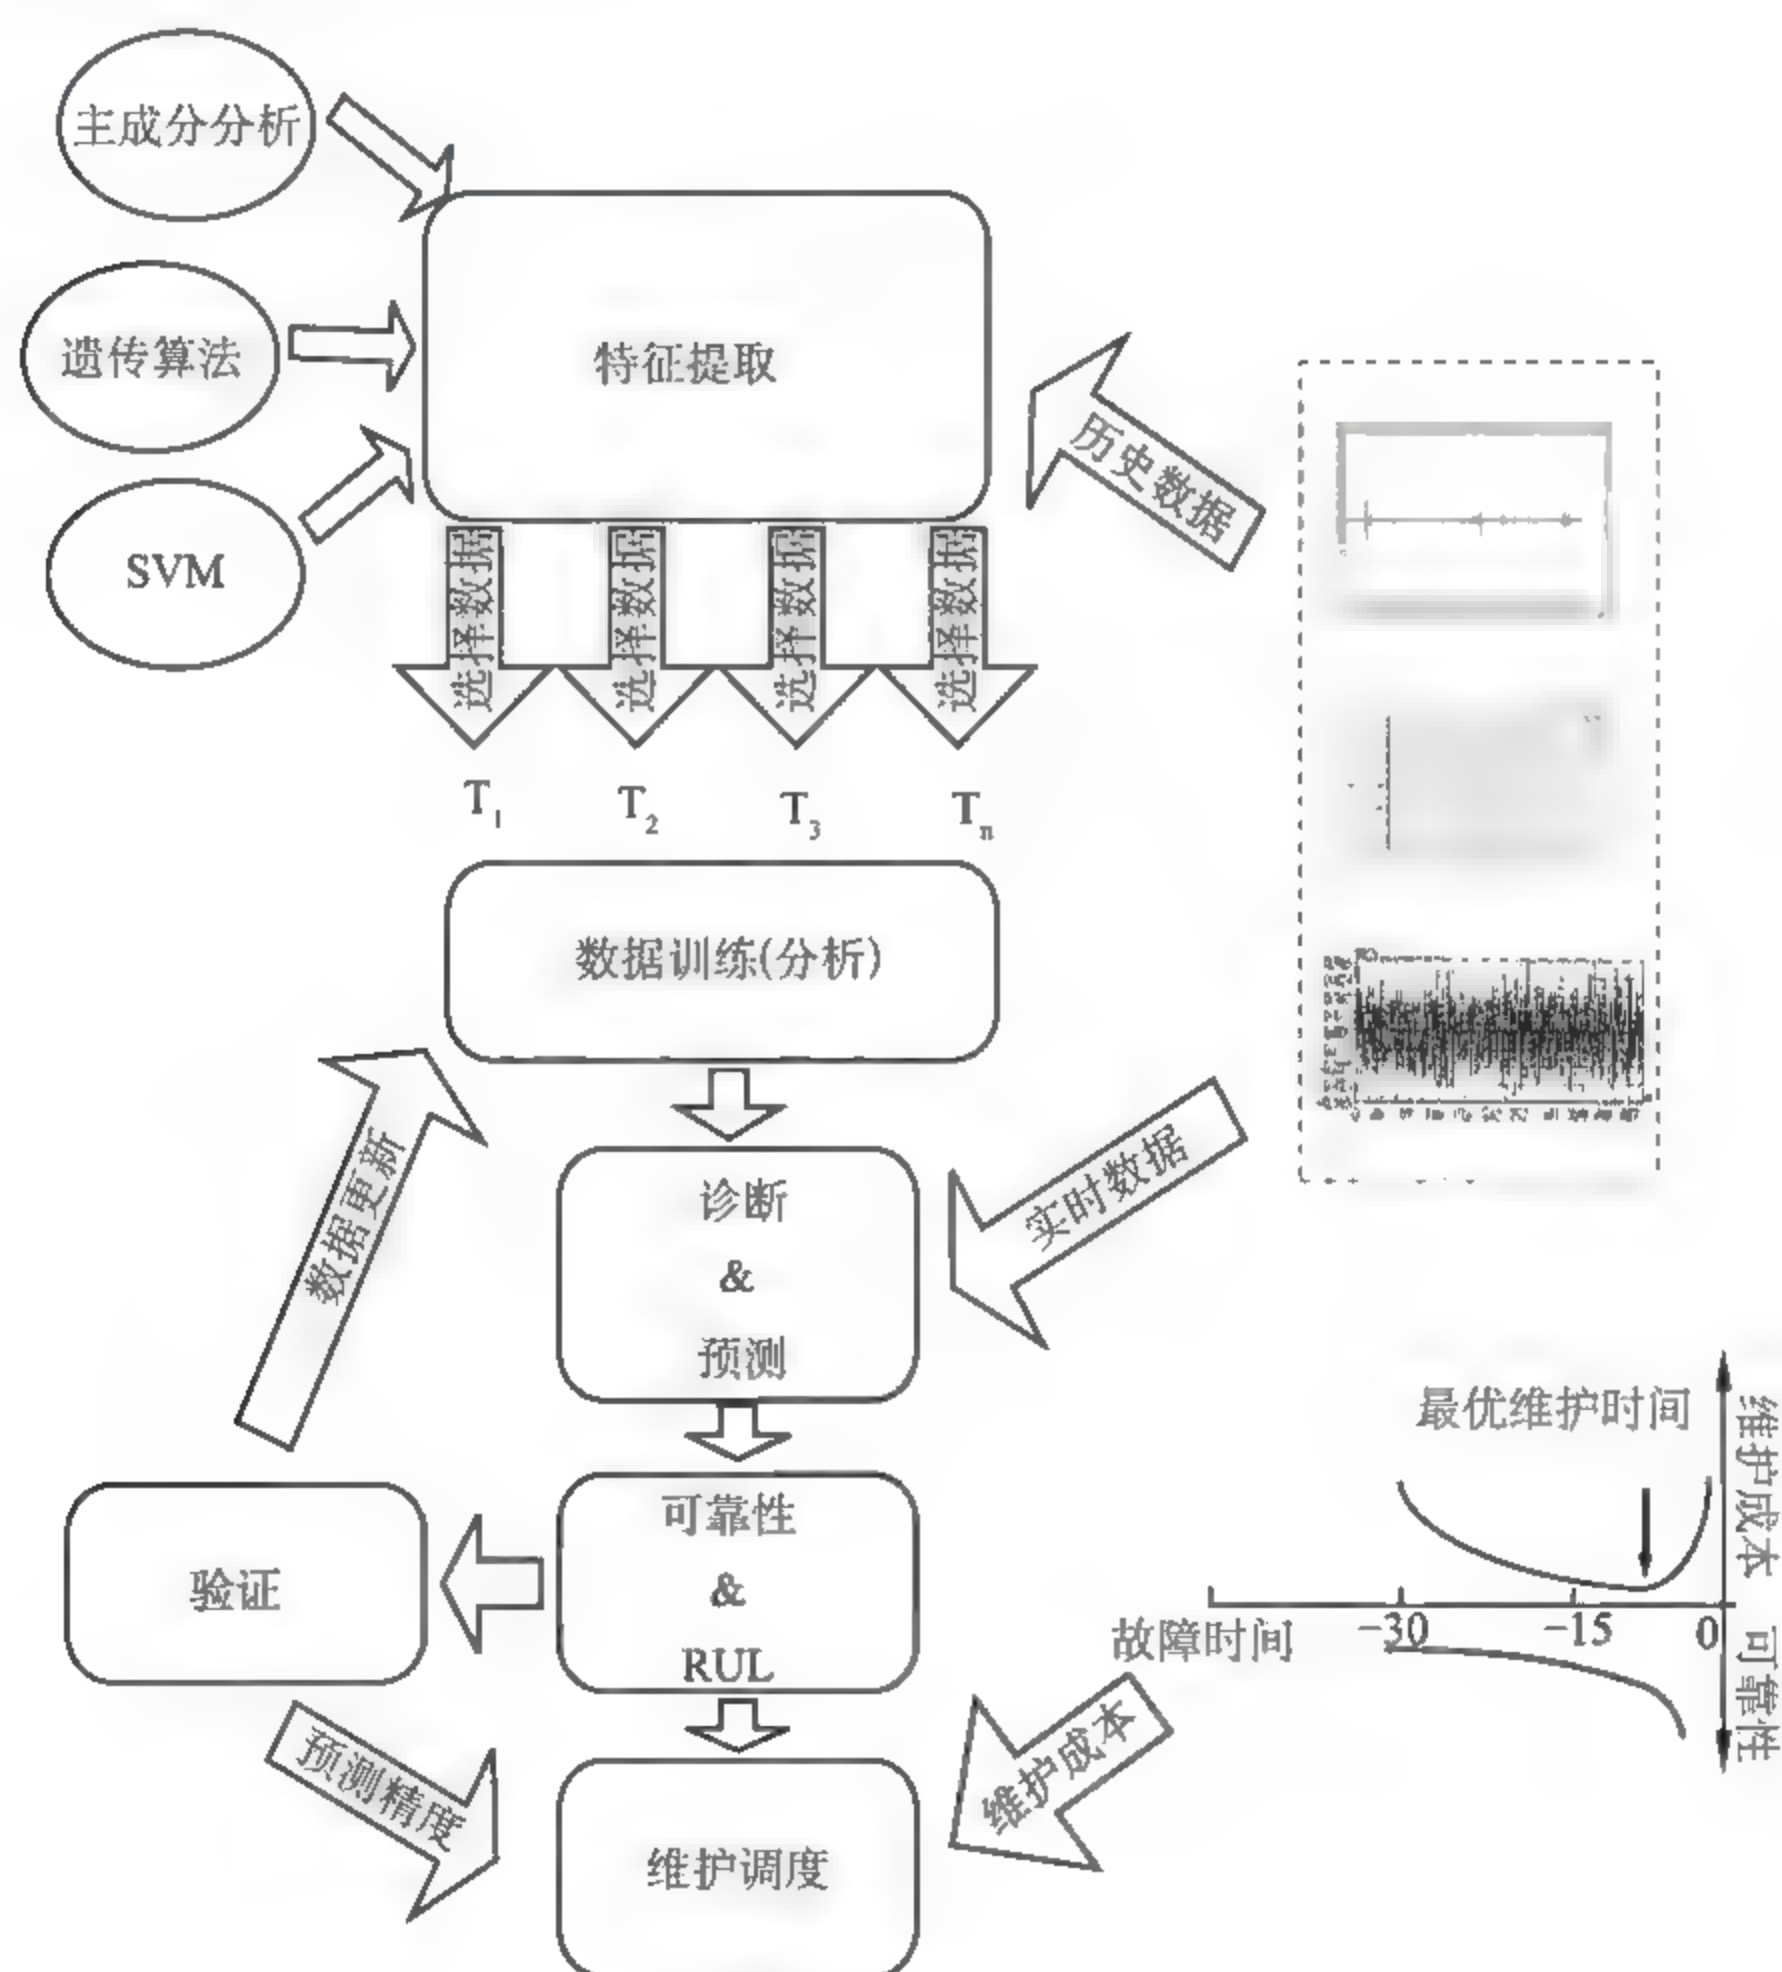 主成分分析
遗传算法
SVM
特征提取
历史数据
选择数据
选择数据
选择数据
选择数据
T1
T2
T3
Tn
数据训练(分析)
数据更新
诊断
&
预测
实时数据
可靠性
&
RUL
验证
预测精度
维护调度
维护成本
最优维护时间
维护成本
故障时间
-30
-15
0
可靠性